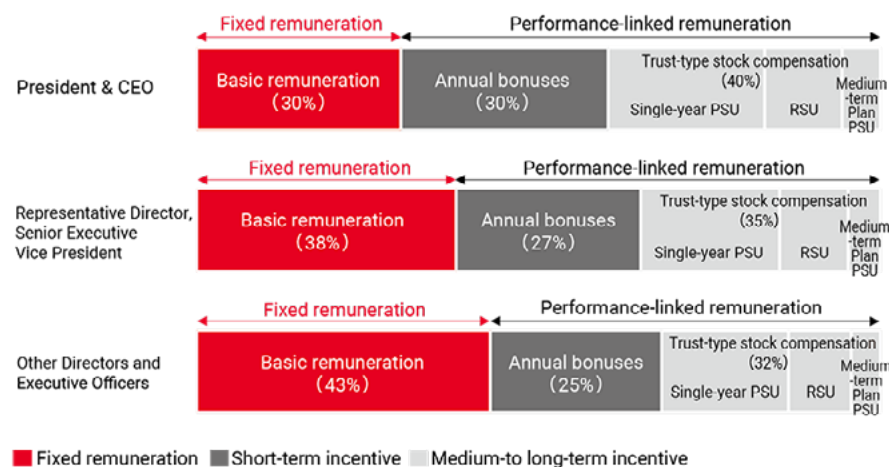 Fixed remuneration Performance-linked remuneration
President & CEO
Basic remuneration
(30%)
Annual bonuses
(30%)
Trust-type stock compensation
(40%)
Single-year PSU RSU
Medium
-term
Plan
PSU
Fixed remuneration Performance-linked remuneration
Representative Director,
Senior Executive
Vice President
Basic remuneration
(38%)
Annual bonuses
(27%)
Trust-type stock compensation
(35%)
Single-year PSU RSU
Medium-
-term
Plan
PSU
Fixed remuneration Performance-linked remuneration
Other Directors and
Executive Officers
Basic remuneration
(43%)
Annual bonuses
(25%)
Trust-type stock compensation
(32%)
Single-year PSU RSU
Medium
-term
Plan
PSU
Fixed remuneration Short-term incentive Medium-to long-term incentive